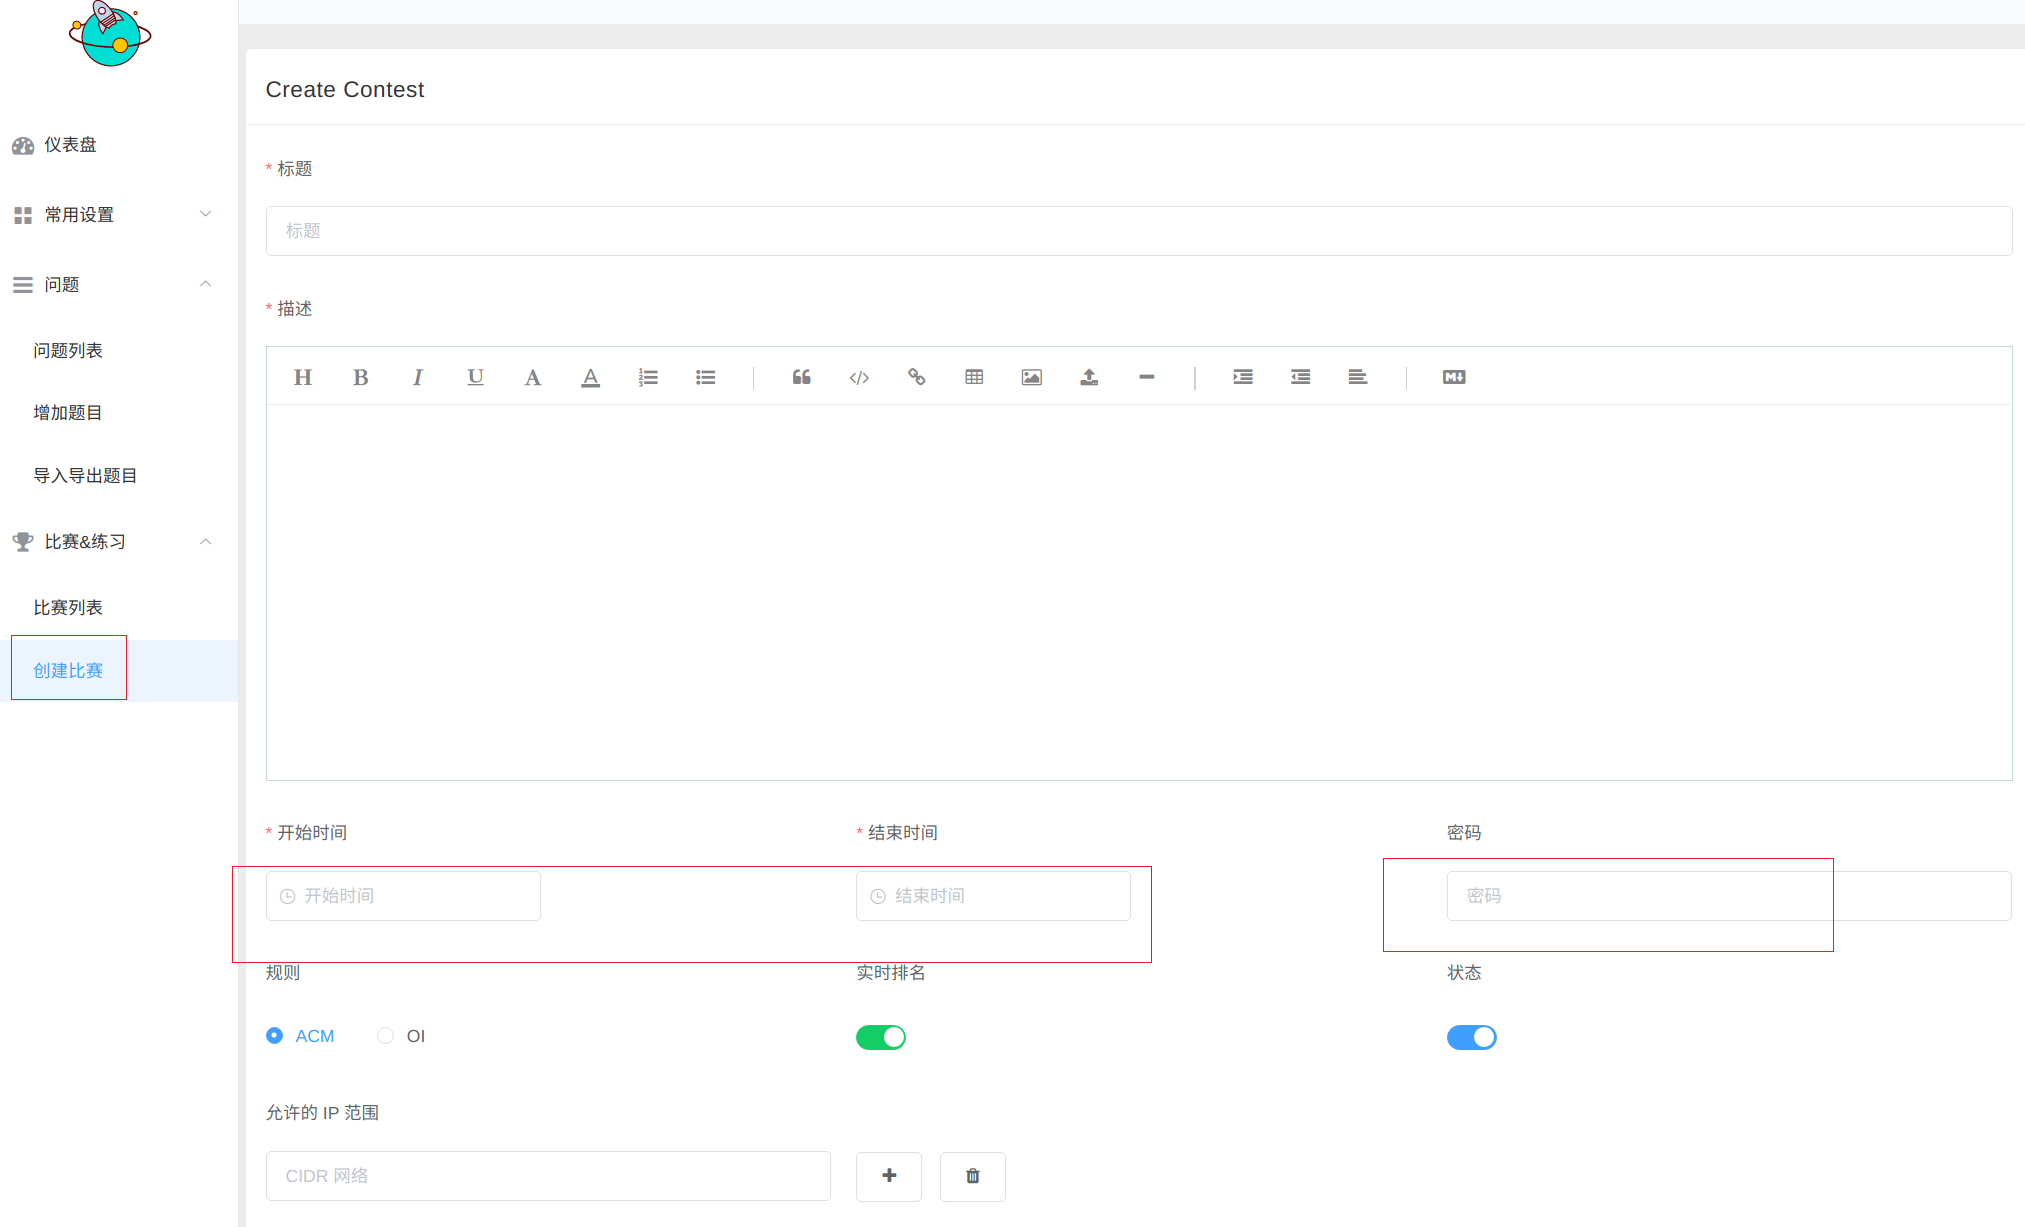 仪表盘
常用设置
问题
问题列表
增加题目
导入导出题目
比赛&练习
比赛列表
创建比赛
Create Contest
* 标题
标题
* 描述
H B I U A A
* 开始时间 * 结束时间 密码
开始时间 结束时间 密码
规则 实时排名 状态
ACM OI
允许的 IP 范围
CIDR 网络